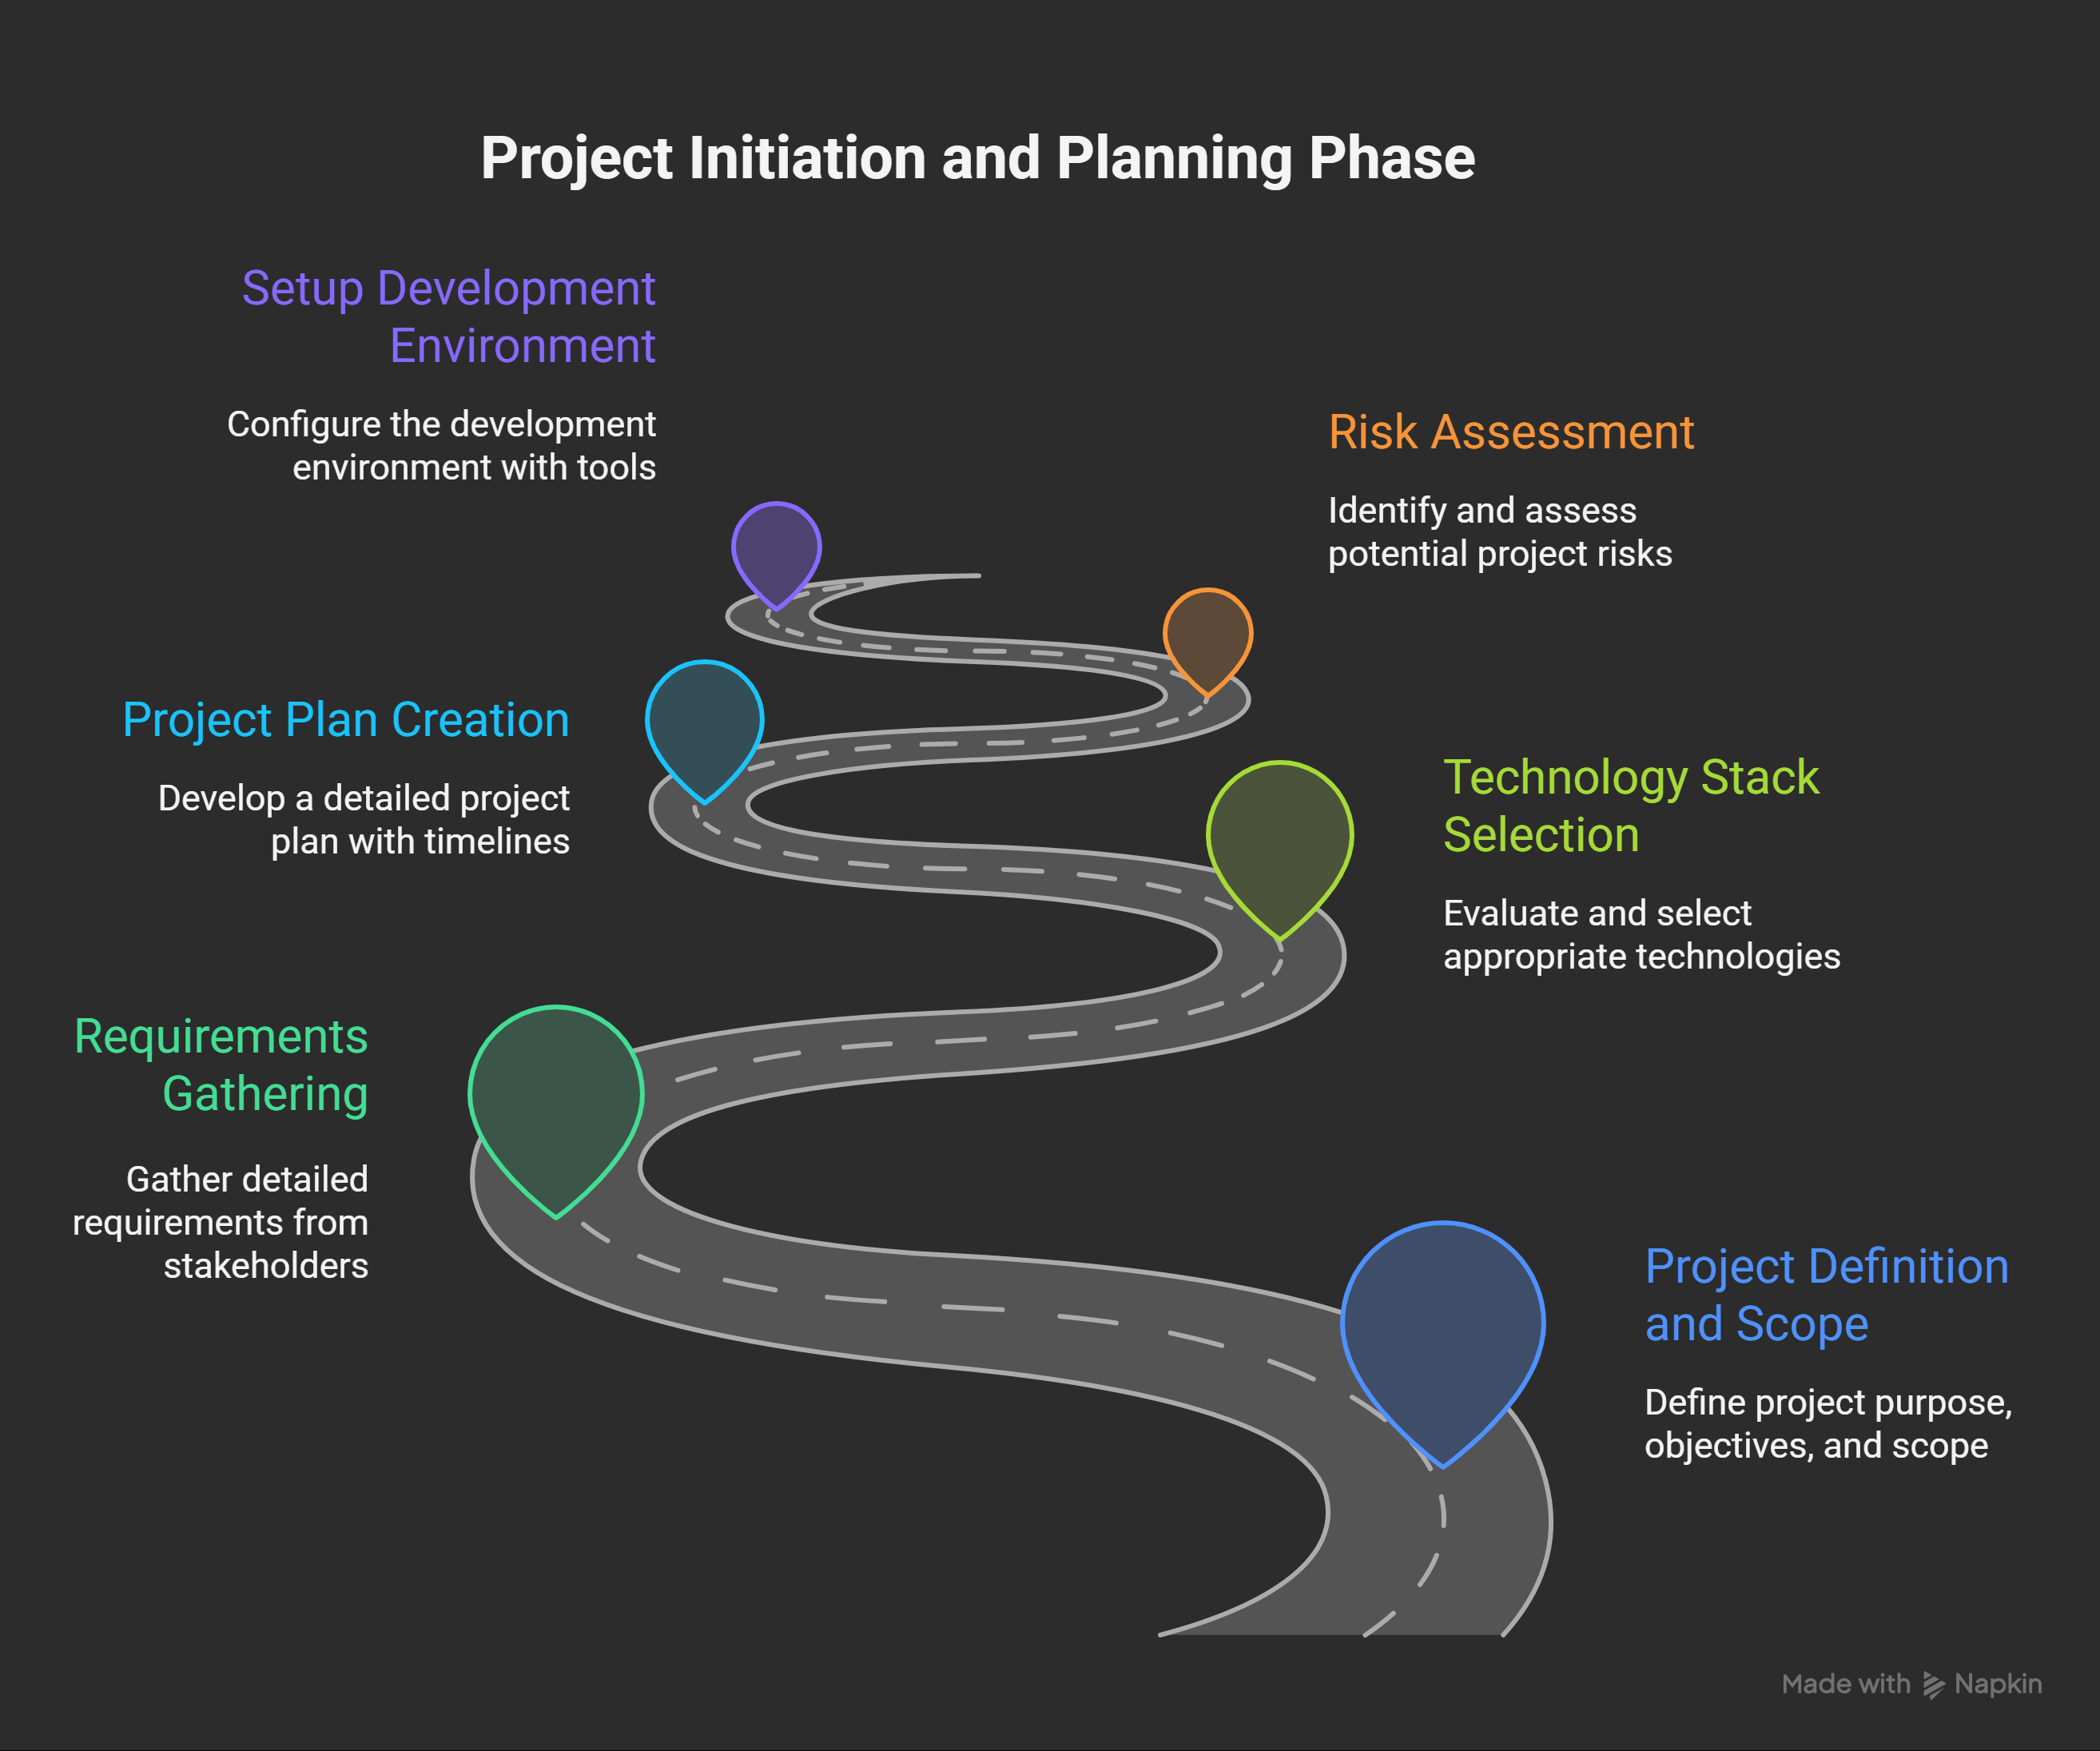 Project Initiation and Planning Phase
Setup Development
Environment
Configure the development
environment with tools
Risk Assessment
Identify and assess
potential project risks
Project Plan Creation
Develop a detailed project
plan with timelines
Technology Stack
Selection
Evaluate and select
appropriate technologies
Requirements
Gathering
Gather detailed
requirements from
stakeholders
Project Definition
and Scope
Define project purpose,
objectives, and scope
Made with Napkin